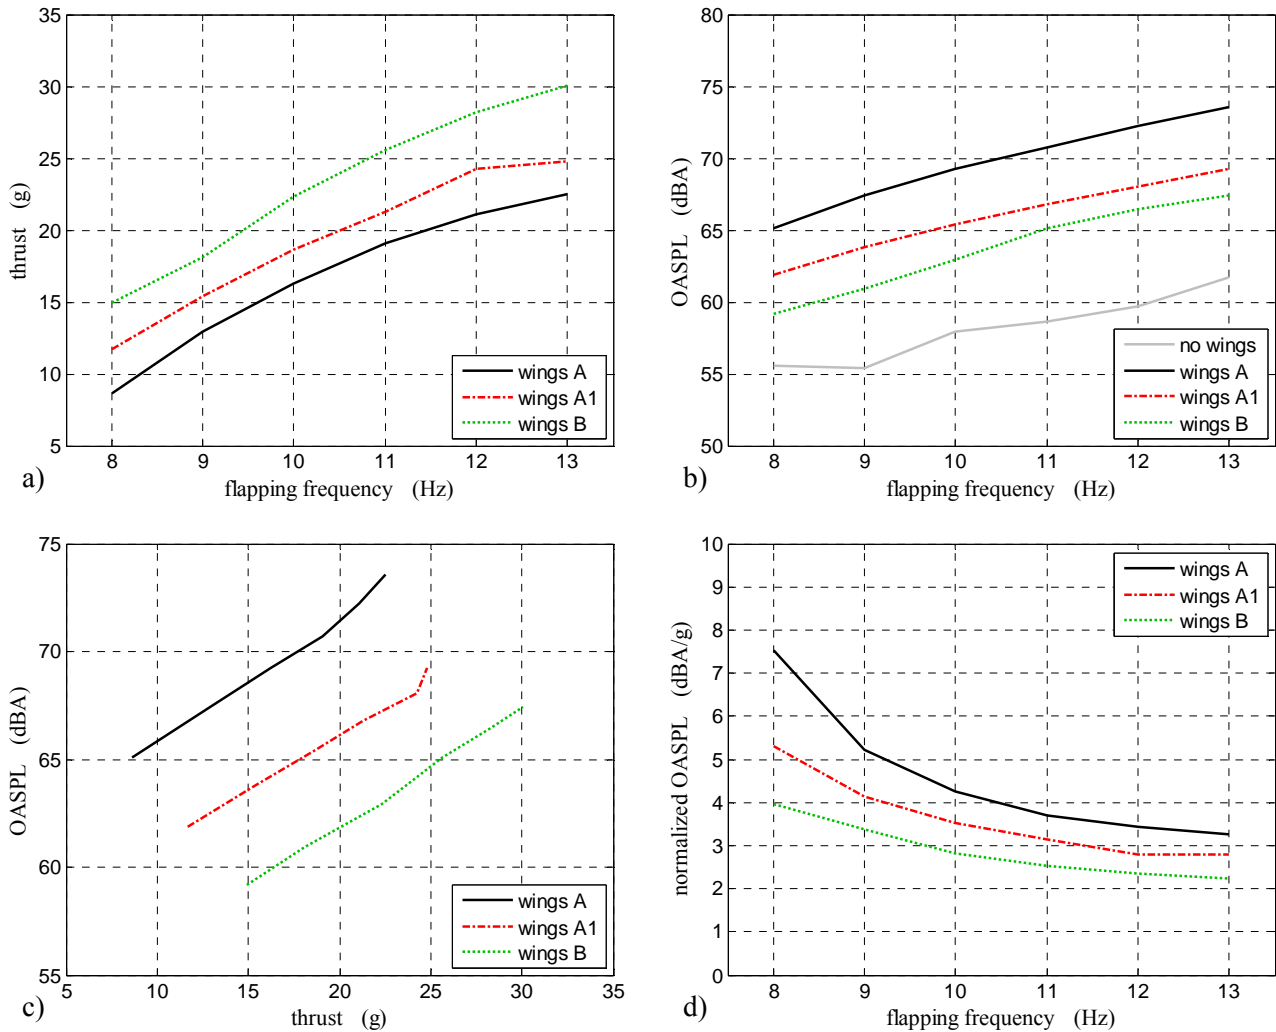 35
30
25
20
15
10
5
thrust (g)
8 9 10 11 12 13
flapping frequency (Hz)
wings A
wings A1
wings B
a)
80
75
70
65
60
55
50
OASPL (dBA)
8 9 10 11 12 13
flapping frequency (Hz)
no wings
wings A
wings A1
wings B
b)
75
70
65
60
55
OASPL (dBA)
5 10 15 20 25 30 35
thrust (g)
wings A
wings A1
wings B
c)
10
9
8
7
6
5
4
3
2
1
0
normalized OASPL (dBA/g)
8 9 10 11 12 13
flapping frequency (Hz)
wings A
wings A1
wings B
d)